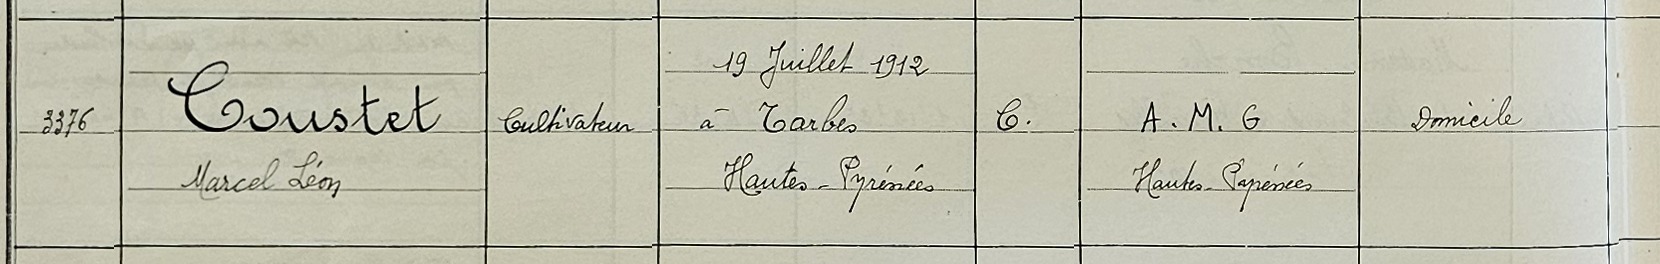 3376
Coustet
Marcel Léon
Cultivateur
19 Juillet 1912
à Tarbes
Hautes-Pyrénées
C.
A. M. G
Hautes-Pyrénées
Domicile